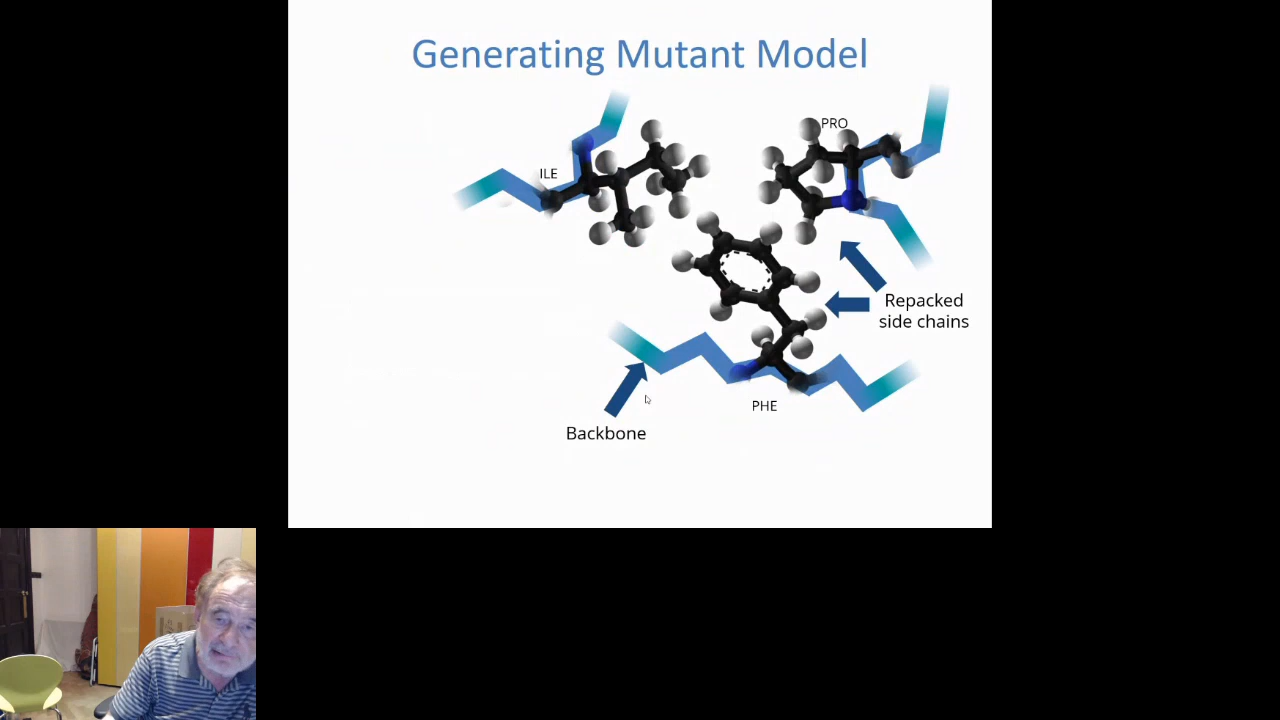 Generating Mutant Model
PRO
ILE
Repacked
side chains
PHE
Backbone